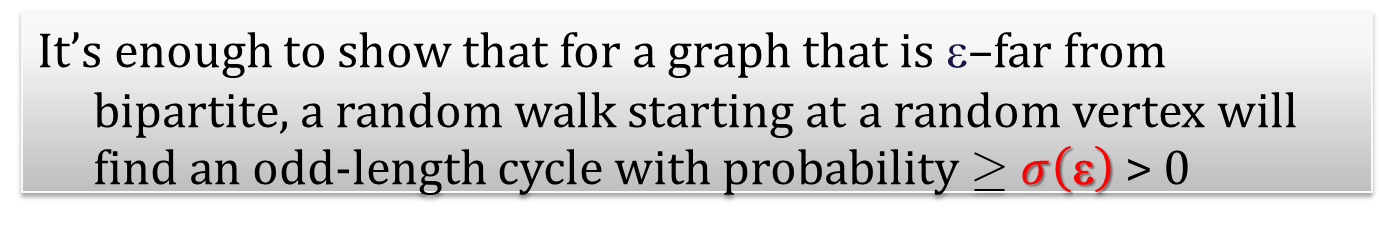 It’s enough to show that for a graph that is ε–far from
bipartite, a random walk starting at a random vertex will
find an odd-length cycle with probability ≥ σ(ε) > 0